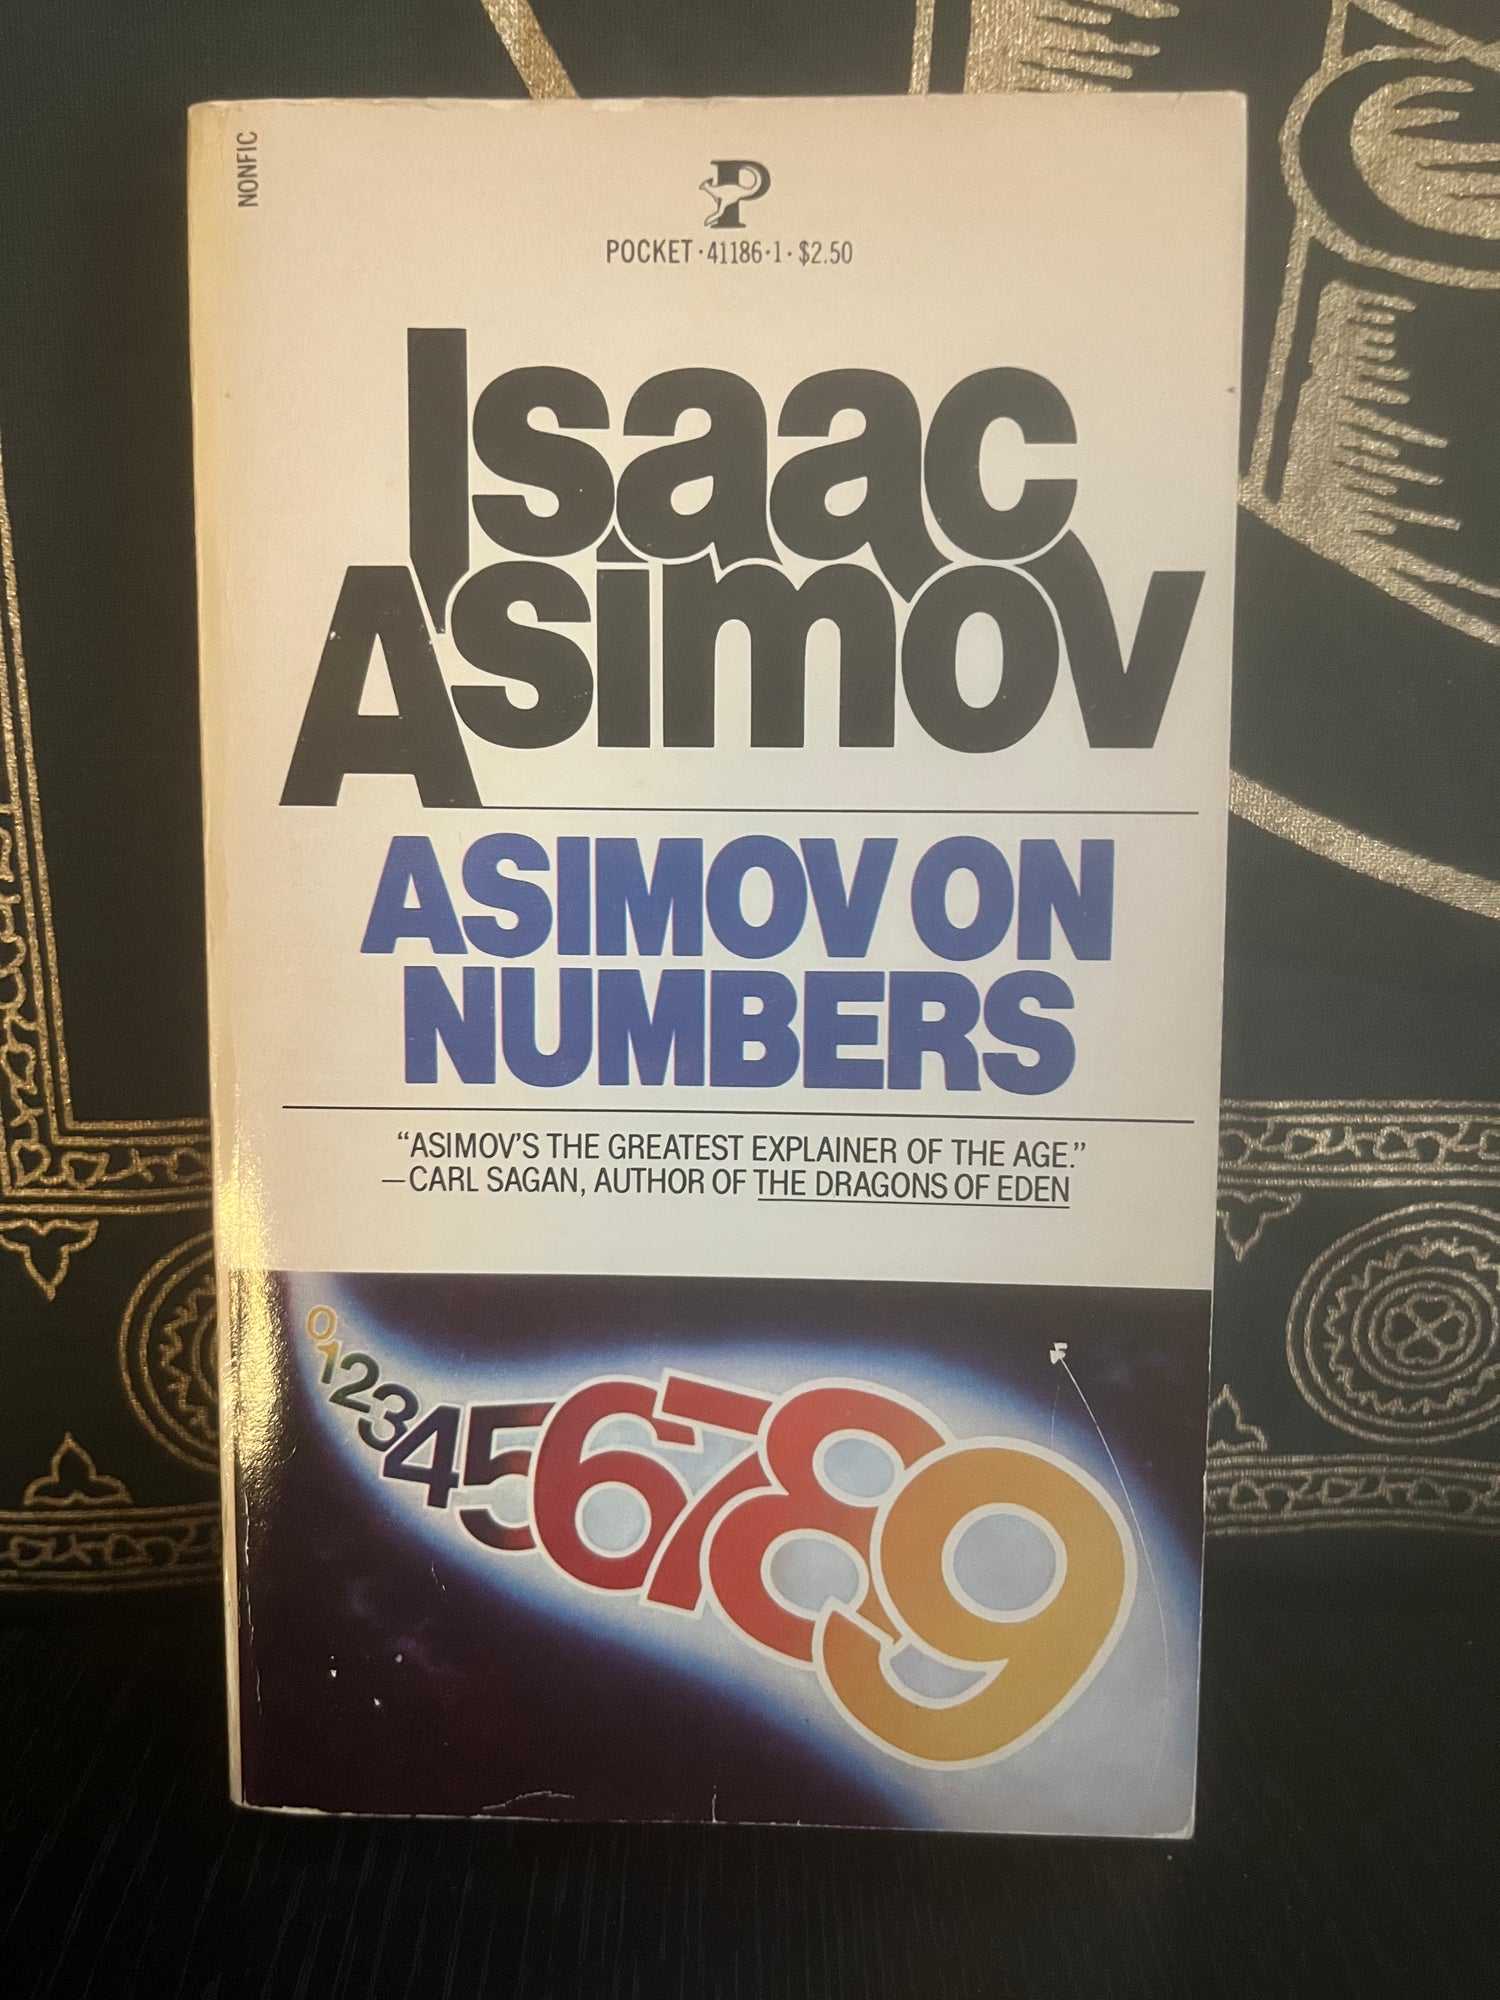 NONFIC
P
POCKET · 41186·1 · $2.50
Isaac
Asimov
ASIMOV ON
NUMBERS
“ASIMOV’S THE GREATEST EXPLAINER OF THE AGE.”
—CARL SAGAN, AUTHOR OF THE DRAGONS OF EDEN
0123456789